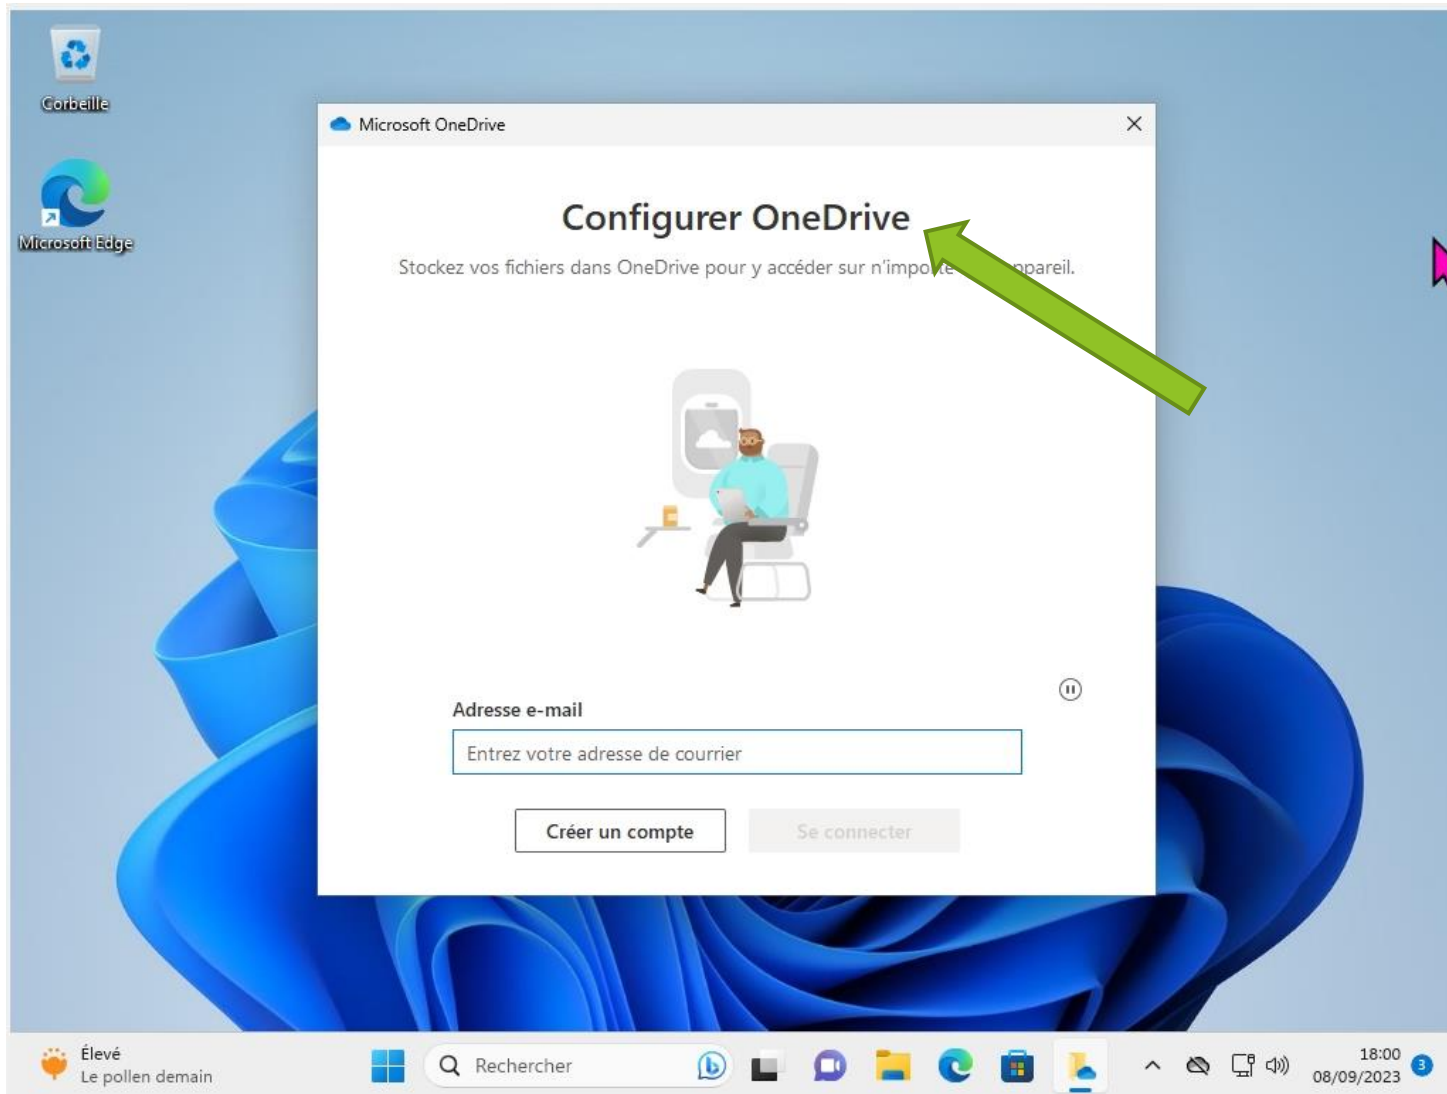 Corbeille
Microsoft Edge
Microsoft OneDrive
Configurer OneDrive
Stockez vos fichiers dans OneDrive pour y accéder sur n'importe appareil.
Adresse e-mail
Entrez votre adresse de courrier
Créer un compte
Se connecter
Élevé
Le pollen demain
Rechercher
18:00
08/09/2023
3